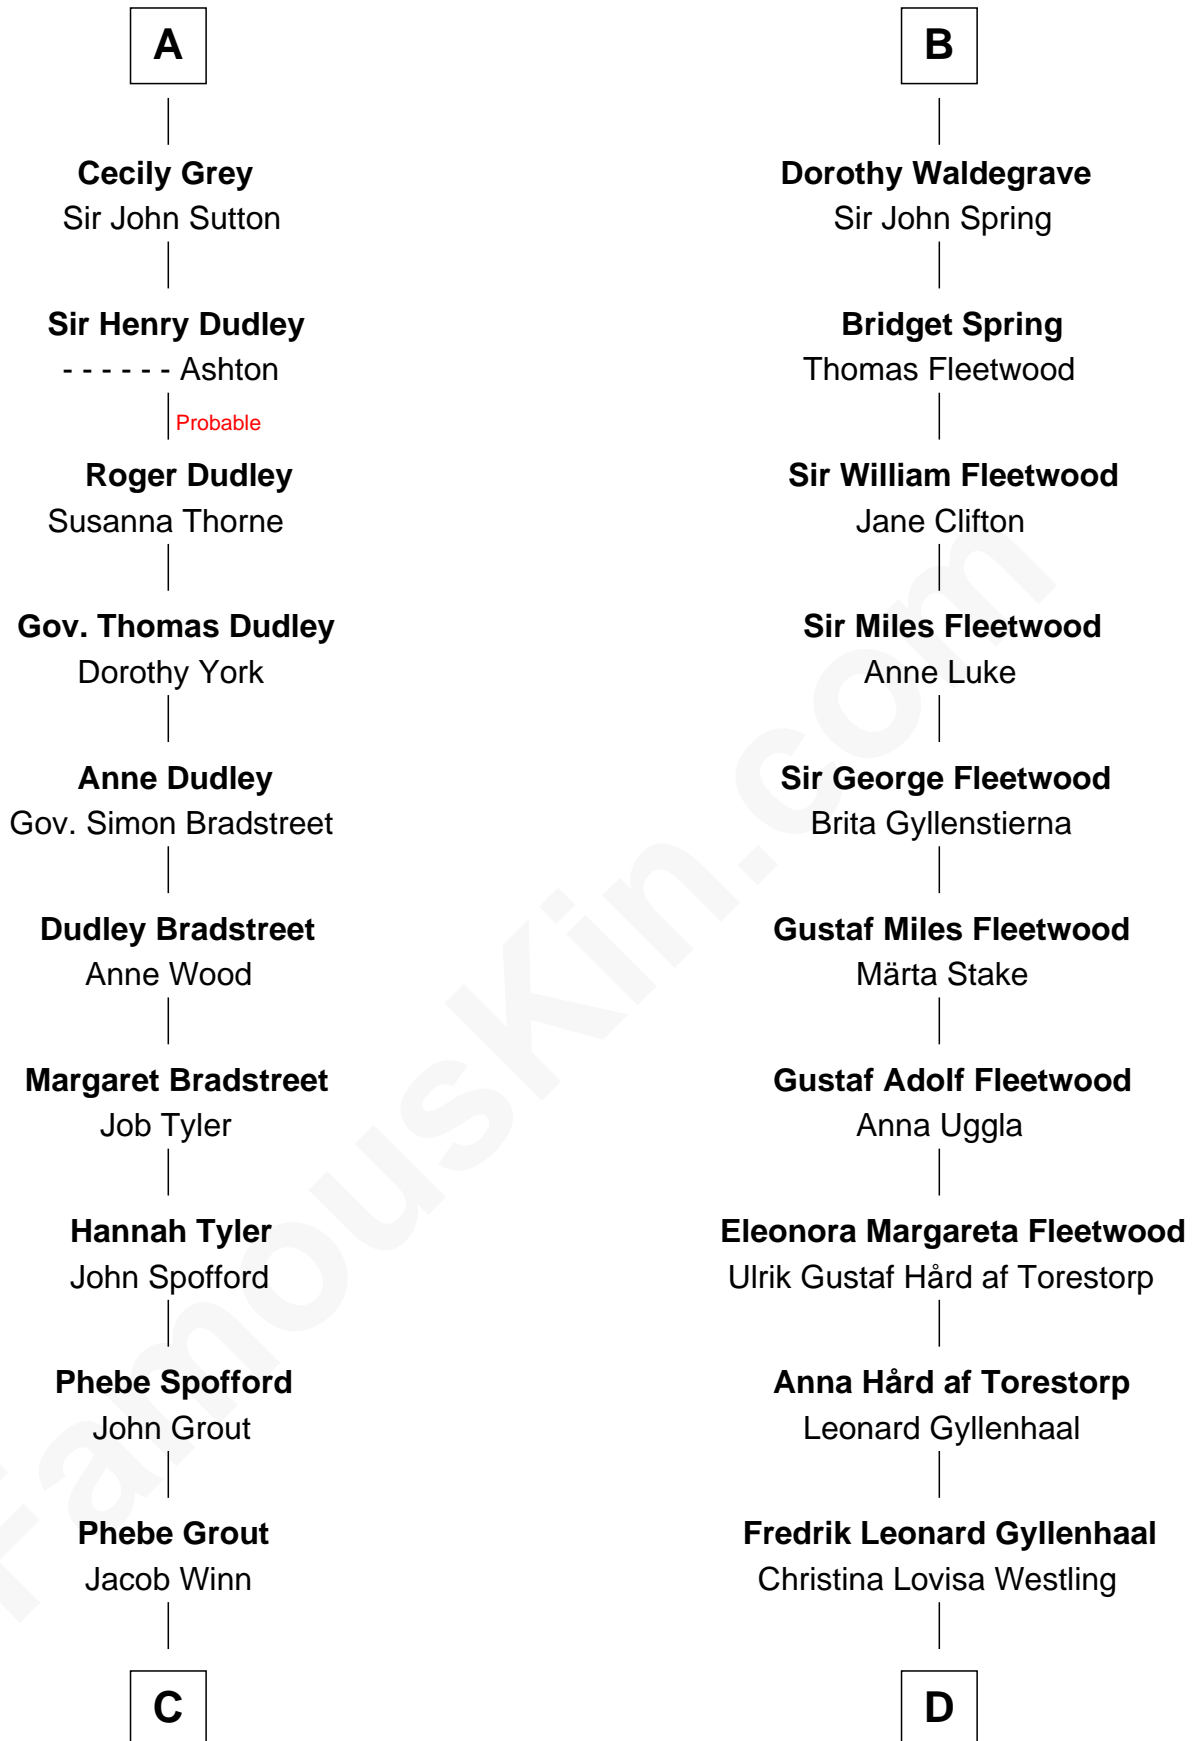 A
Cecily Grey
Sir John Sutton
Sir Henry Dudley
- - - - - - Ashton
Probable
Roger Dudley
Susanna Thorne
Gov. Thomas Dudley
Dorothy York
Anne Dudley
Gov. Simon Bradstreet
Dudley Bradstreet
Anne Wood
Margaret Bradstreet
Job Tyler
Hannah Tyler
John Spofford
Phebe Spofford
John Grout
Phebe Grout
Jacob Winn
C
B
Dorothy Waldegrave
Sir John Spring
Bridget Spring
Thomas Fleetwood
Sir William Fleetwood
Jane Clifton
Sir Miles Fleetwood
Anne Luke
Sir George Fleetwood
Brita Gyllenstierna
Gustaf Miles Fleetwood
Märta Stake
Gustaf Adolf Fleetwood
Anna Uggla
Eleonora Margareta Fleetwood
Ulrik Gustaf Hård af Torestorp
Anna Hård af Torestorp
Leonard Gyllenhaal
Fredrik Leonard Gyllenhaal
Christina Lovisa Westling
D
FamousKin.com